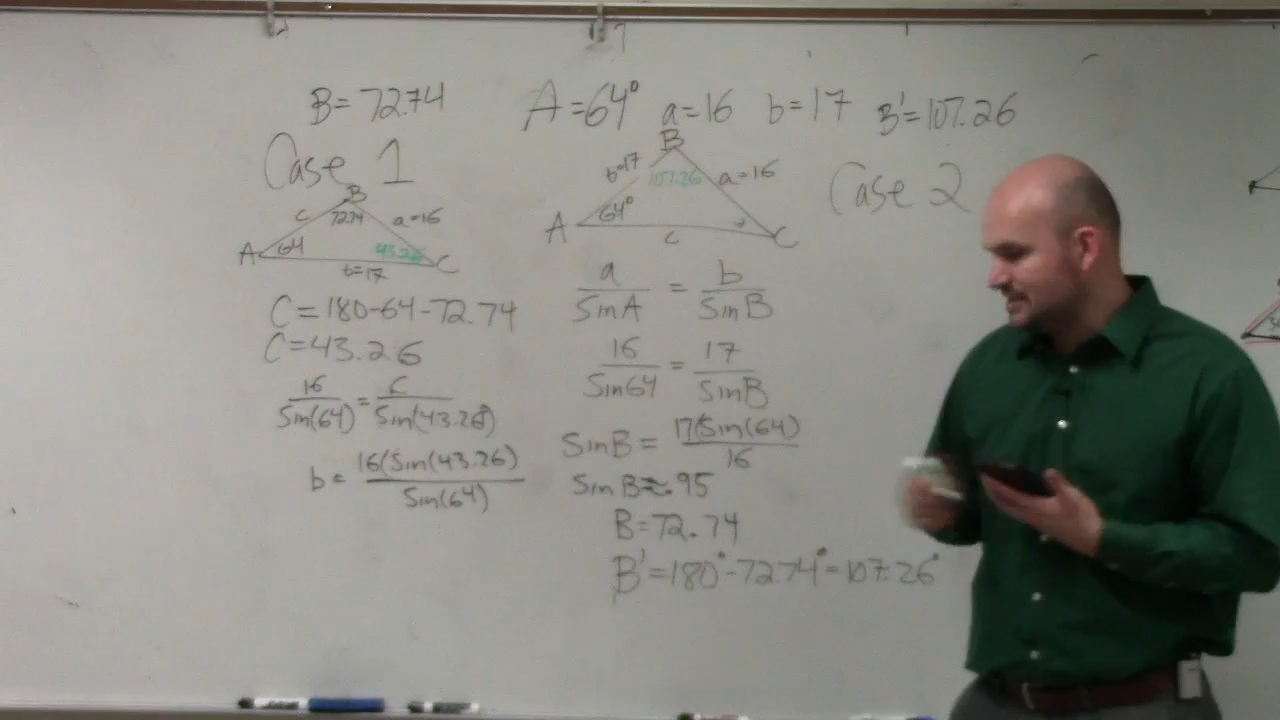 B = 72.74 A = 64° a = 16 b = 17 B' = 107.26
Case 1
B
c 72.74 a=16
A 64 43.26 C
b=17
C = 180-64-72.74
C = 43.26
16/Sin(64) = c/Sin(43.26)
b = 16(Sin(43.26)/Sin(64)
B
b=17 107.26 a=16
A 64° C
c
a/SinA = b/SinB
16/Sin64 = 17/SinB
SinB = 17(Sin(64)/16
SinB ≈ .95
B = 72.74
B' = 180° - 72.74° = 107.26°
Case 2